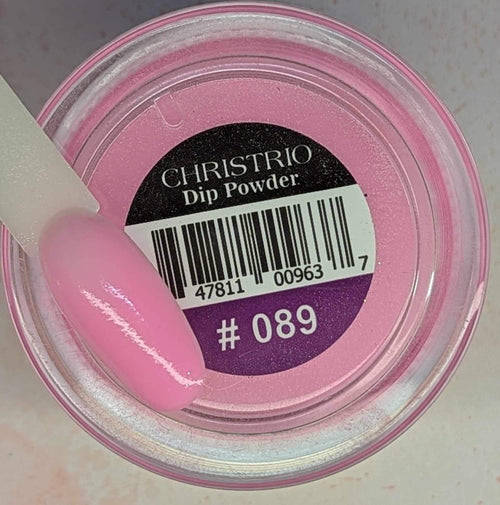 CHRISTRIO
Dip Powder
47811 00963 7
# 089